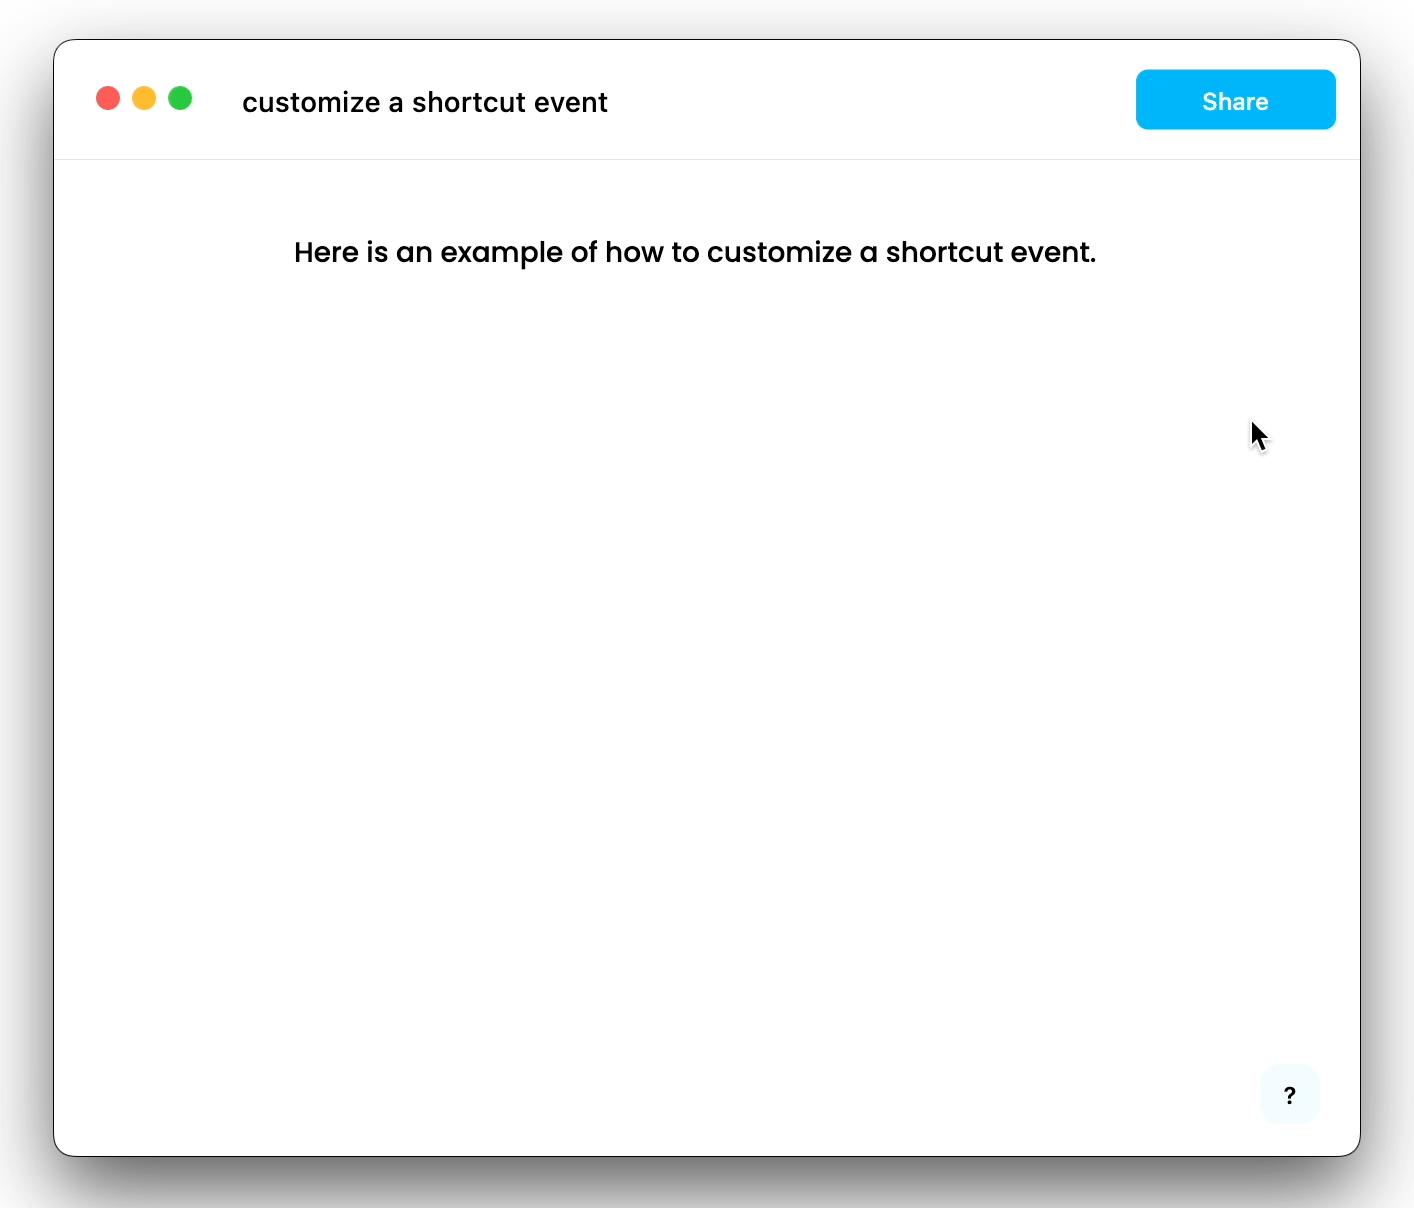 customize a shortcut event
Share
Here is an example of how to customize a shortcut event.
?